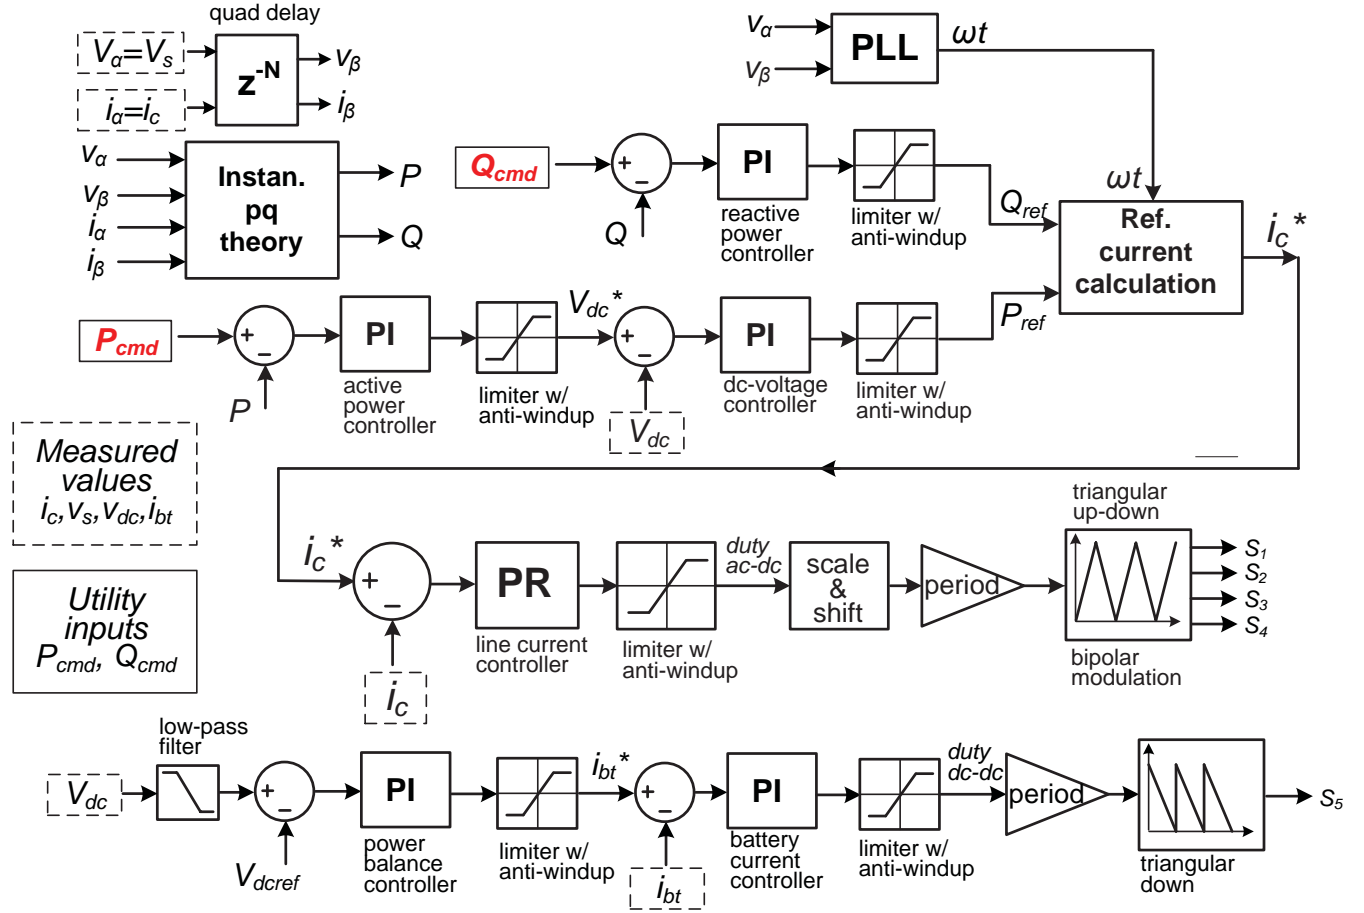 quad delay
Vα=Vs
iα=ic
z-N
vβ
iβ
vα
vβ
PLL
ωt
vα
vβ
iα
iβ
Instan.
pq
theory
P
Q
Qcmd
+
−
Q
PI
reactive
power
controller
limiter w/
anti-windup
Qref
ωt
Ref.
current
calculation
ic*
Pcmd
+
−
P
PI
active
power
controller
limiter w/
anti-windup
Vdc*
+
−
Vdc
PI
dc-voltage
controller
limiter w/
anti-windup
Pref
Measured
values
ic,vs,vdc,ibt
Utility
inputs
Pcmd, Qcmd
ic*
+
−
ic
PR
line current
controller
limiter w/
anti-windup
duty
ac-dc
scale
&
shift
period
triangular
up-down
bipolar
modulation
S1
S2
S3
S4
low-pass
filter
Vdc
+
−
Vdcref
PI
power
balance
controller
limiter w/
anti-windup
ibt*
+
−
ibt
PI
battery
current
controller
limiter w/
anti-windup
duty
dc-dc
period
triangular
down
S5